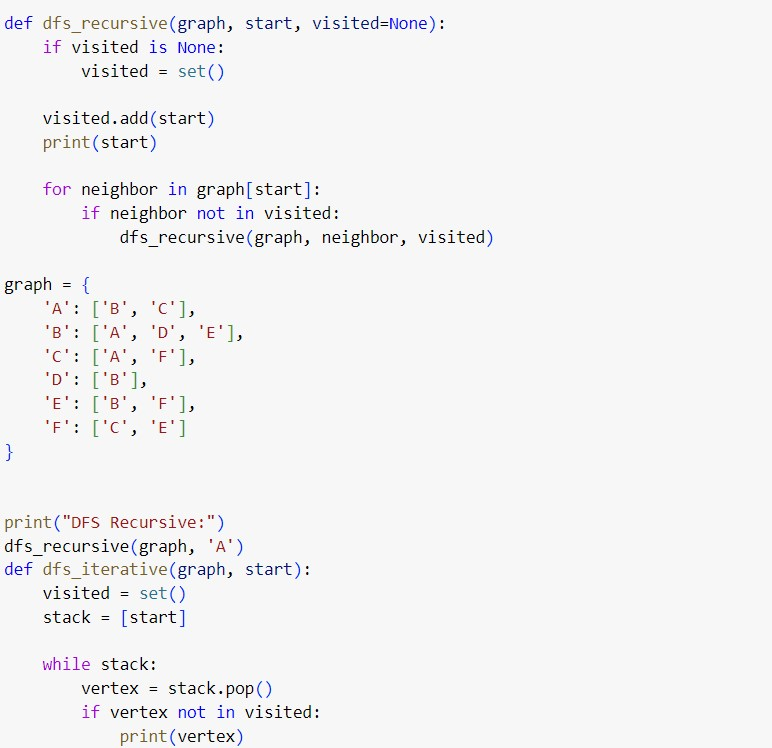 def dfs_recursive(graph, start, visited=None):
    if visited is None:
        visited = set()
    visited.add(start)
    print(start)
    for neighbor in graph[start]:
        if neighbor not in visited:
            dfs_recursive(graph, neighbor, visited)
graph = {
    'A': ['B', 'C'],
    'B': ['A', 'D', 'E'],
    'C': ['A', 'F'],
    'D': ['B'],
    'E': ['B', 'F'],
    'F': ['C', 'E']
}
print("DFS Recursive:")
dfs_recursive(graph, 'A')
def dfs_iterative(graph, start):
    visited = set()
    stack = [start]
    while stack:
        vertex = stack.pop()
        if vertex not in visited:
            print(vertex)